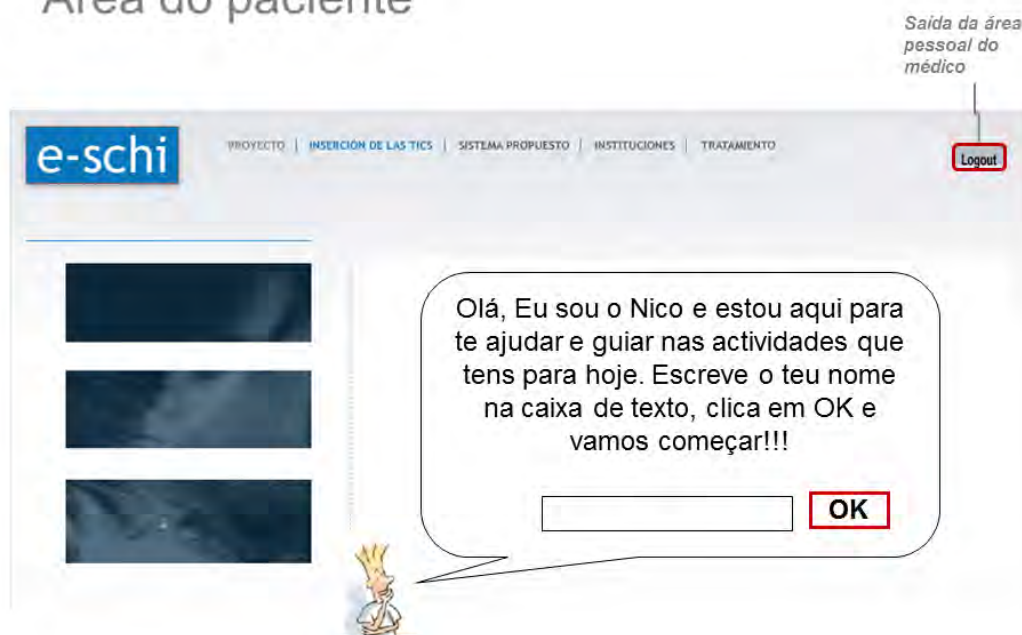 Área do paciente
Saída da área
pessoal do
médico
e-schi
PROYECTO | INSERCIÓN DE LAS TICS | SISTEMA PROPUESTO | INSTITUCIONES | TRATAMIENTO
Logout
Olá, Eu sou o Nico e estou aqui para
te ajudar e guiar nas actividades que
tens para hoje. Escreve o teu nome
na caixa de texto, clica em OK e
vamos começar!!!
OK